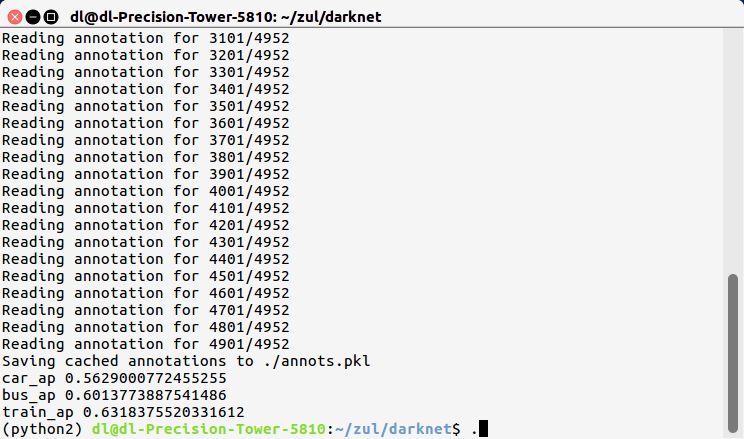 dl@dl-Precision-Tower-5810: ~/zul/darknet
Reading annotation for 3101/4952
Reading annotation for 3201/4952
Reading annotation for 3301/4952
Reading annotation for 3401/4952
Reading annotation for 3501/4952
Reading annotation for 3601/4952
Reading annotation for 3701/4952
Reading annotation for 3801/4952
Reading annotation for 3901/4952
Reading annotation for 4001/4952
Reading annotation for 4101/4952
Reading annotation for 4201/4952
Reading annotation for 4301/4952
Reading annotation for 4401/4952
Reading annotation for 4501/4952
Reading annotation for 4601/4952
Reading annotation for 4701/4952
Reading annotation for 4801/4952
Reading annotation for 4901/4952
Saving cached annotations to ./annots.pkl
car_ap 0.5629000772455255
bus_ap 0.6013773887541486
train_ap 0.6318375520331612
(python2) dl@dl-Precision-Tower-5810:~/zul/darknet$ .